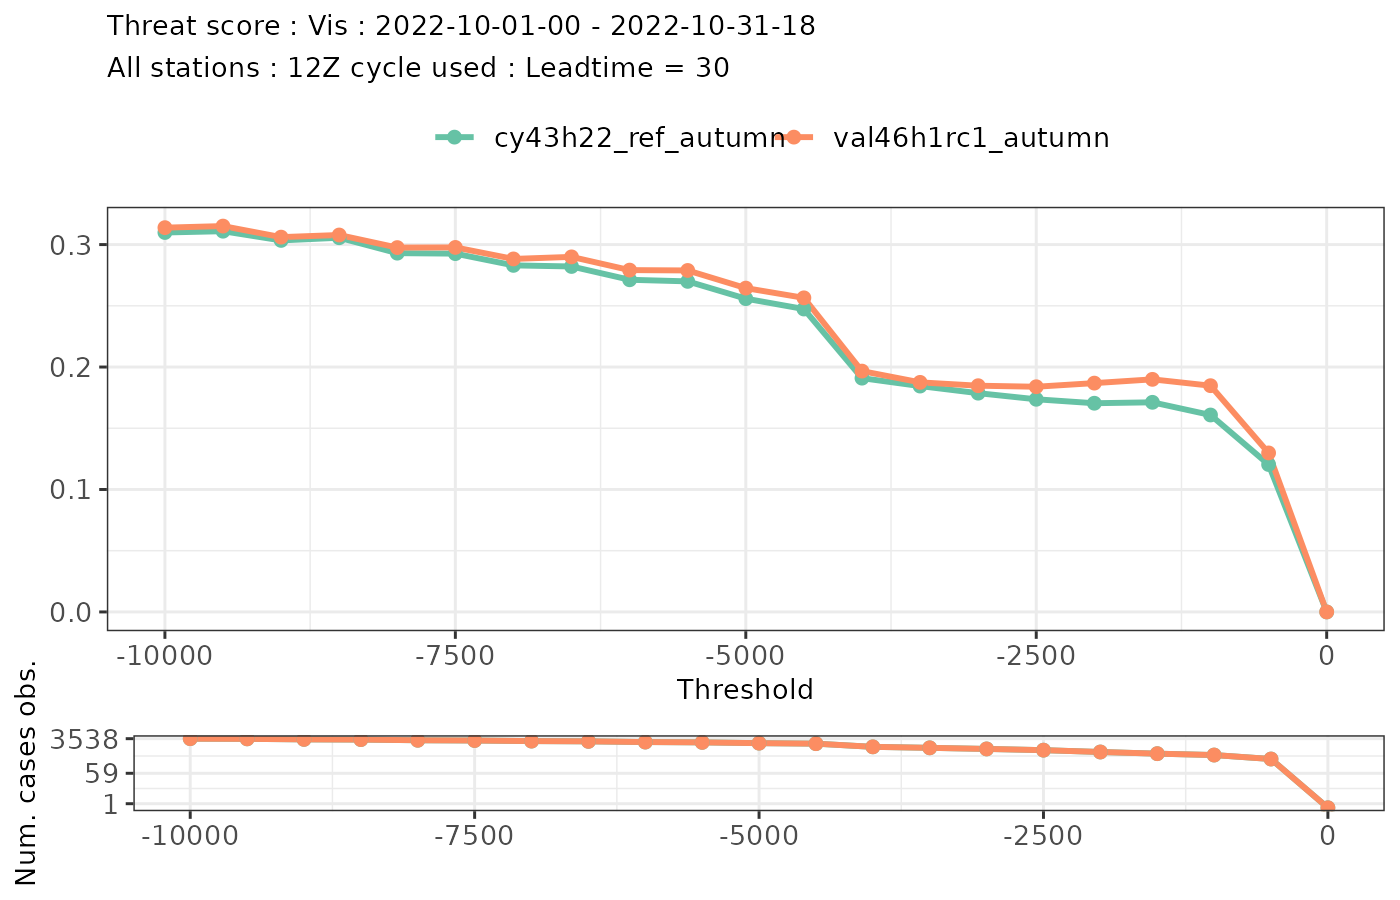 Threat score : Vis : 2022-10-01-00 - 2022-10-31-18
All stations : 12Z cycle used : Leadtime = 30
cy43h22_ref_autumn val46h1rc1_autumn
0.3
0.2
0.1
0.0
-10000 -7500 -5000 -2500 0
Threshold
Num. cases obs.
3538
59
1
-10000 -7500 -5000 -2500 0